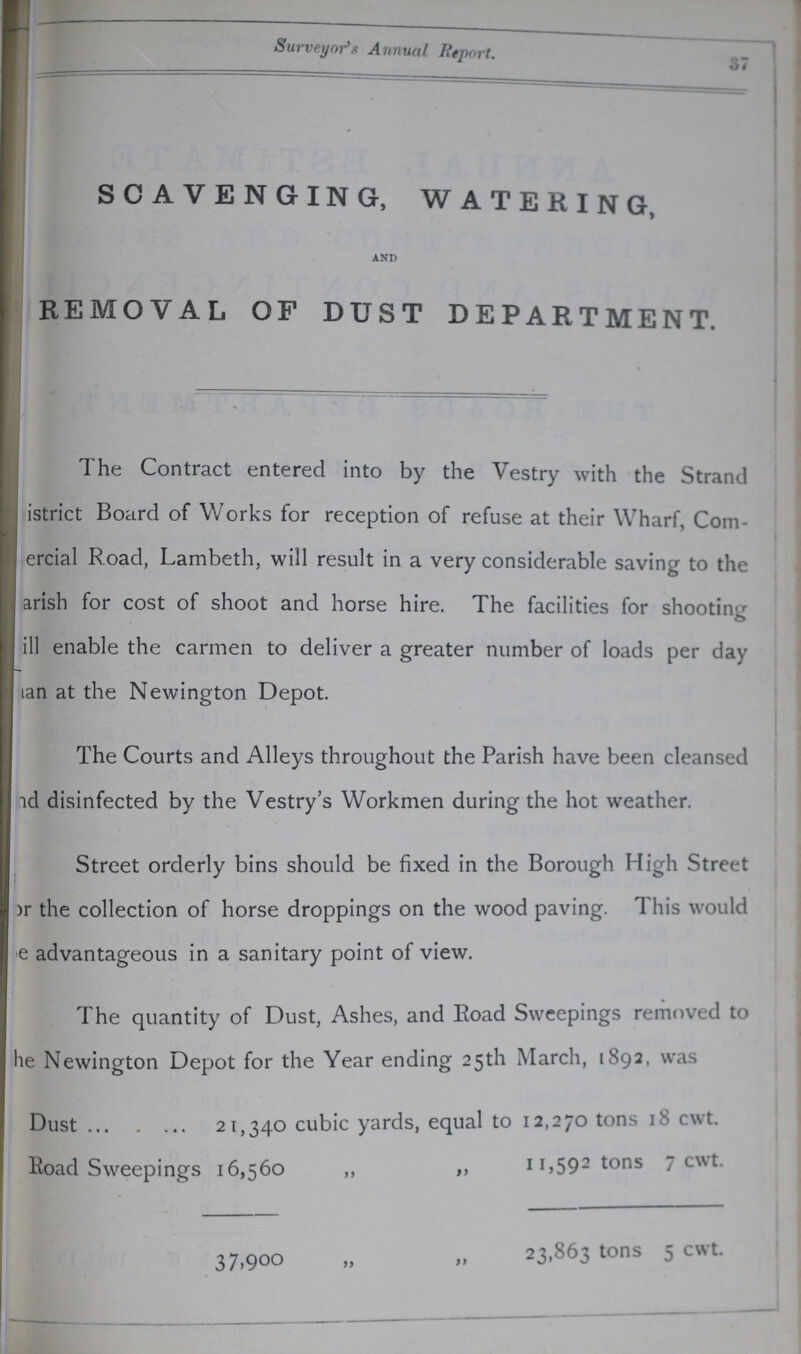 Surveyor's Annual Report. 37
SCAVENGING, WATERING,
AND
REMOVAL OF DUST DEPARTMENT.
The Contract entered into by the Vestry with the Strand
istrict Board of Works for reception of refuse at their Wharf, Com-
ercial Road, Lambeth, will result in a very considerable saving to the
arish for cost of shoot and horse hire. The facilities for shooting
ill enable the carmen to deliver a greater number of loads per day
an at the Newington Depot.
The Courts and Alleys throughout the Parish have been cleansed
d disinfected by the Vestry's Workmen during the hot weather.
Street orderly bins should be fixed in the Borough High Street
r the collection of horse droppings on the wood paving. This would
e advantageous in a sanitary point of view.
The quantity of Dust, Ashes, and Road Sweepings removed to
he Newington Depot for the Year ending 25th March, 1892, was
Dust ... . ... 21,340 cubic yards, equal to 12,270 tons 18 cwt.
Road Sweepings 16,560 „ „ 11,592 tons 7 cwt.
37,900 „ „ 23,863 tons 5 cwt.